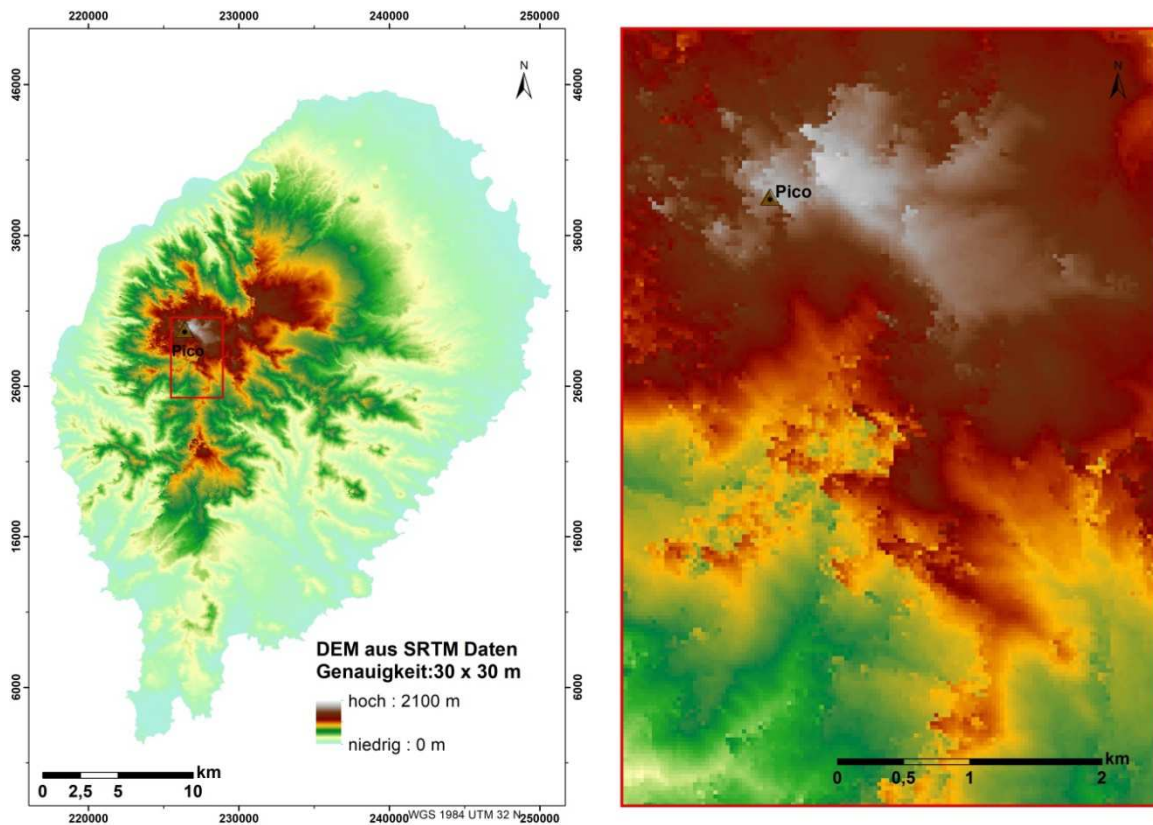 220000 230000 240000 250000
N
46000 46000
36000 36000
Pico
26000 26000
16000 16000
DEM aus SRTM Daten
Genauigkeit:30 x 30 m
hoch : 2100 m
niedrig : 0 m
6000 6000
km
0 2,5 5 10
220000 230000 240000 250000
WGS 1984 UTM 32 N
N
Pico
km
0 0,5 1 2